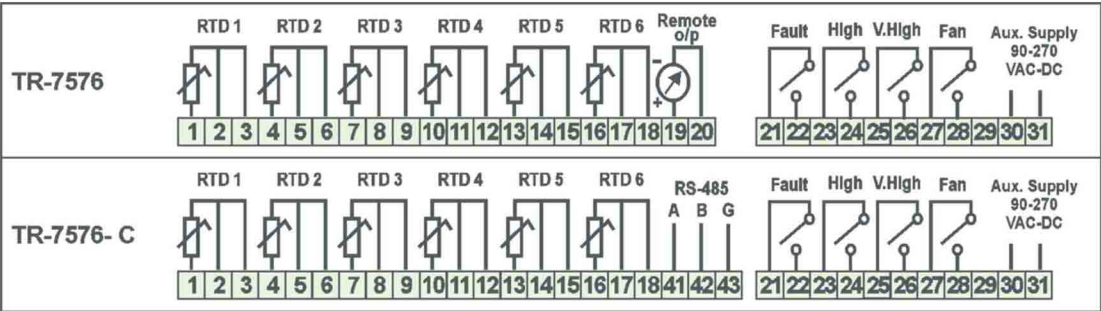 RTD 1 RTD 2 RTD 3 RTD 4 RTD 5 RTD 6 Remote o/p Fault High V.High Fan Aux. Supply
90-270
VAC-DC
TR-7576
- +
1 2 3 4 5 6 7 8 9 10 11 12 13 14 15 16 17 18 19 20 21 22 23 24 25 26 27 28 29 30 31
RTD 1 RTD 2 RTD 3 RTD 4 RTD 5 RTD 6 RS-485 Fault High V.High Fan Aux. Supply
A B G 90-270
VAC-DC
TR-7576- C
1 2 3 4 5 6 7 8 9 10 11 12 13 14 15 16 17 18 41 42 43 21 22 23 24 25 26 27 28 29 30 31